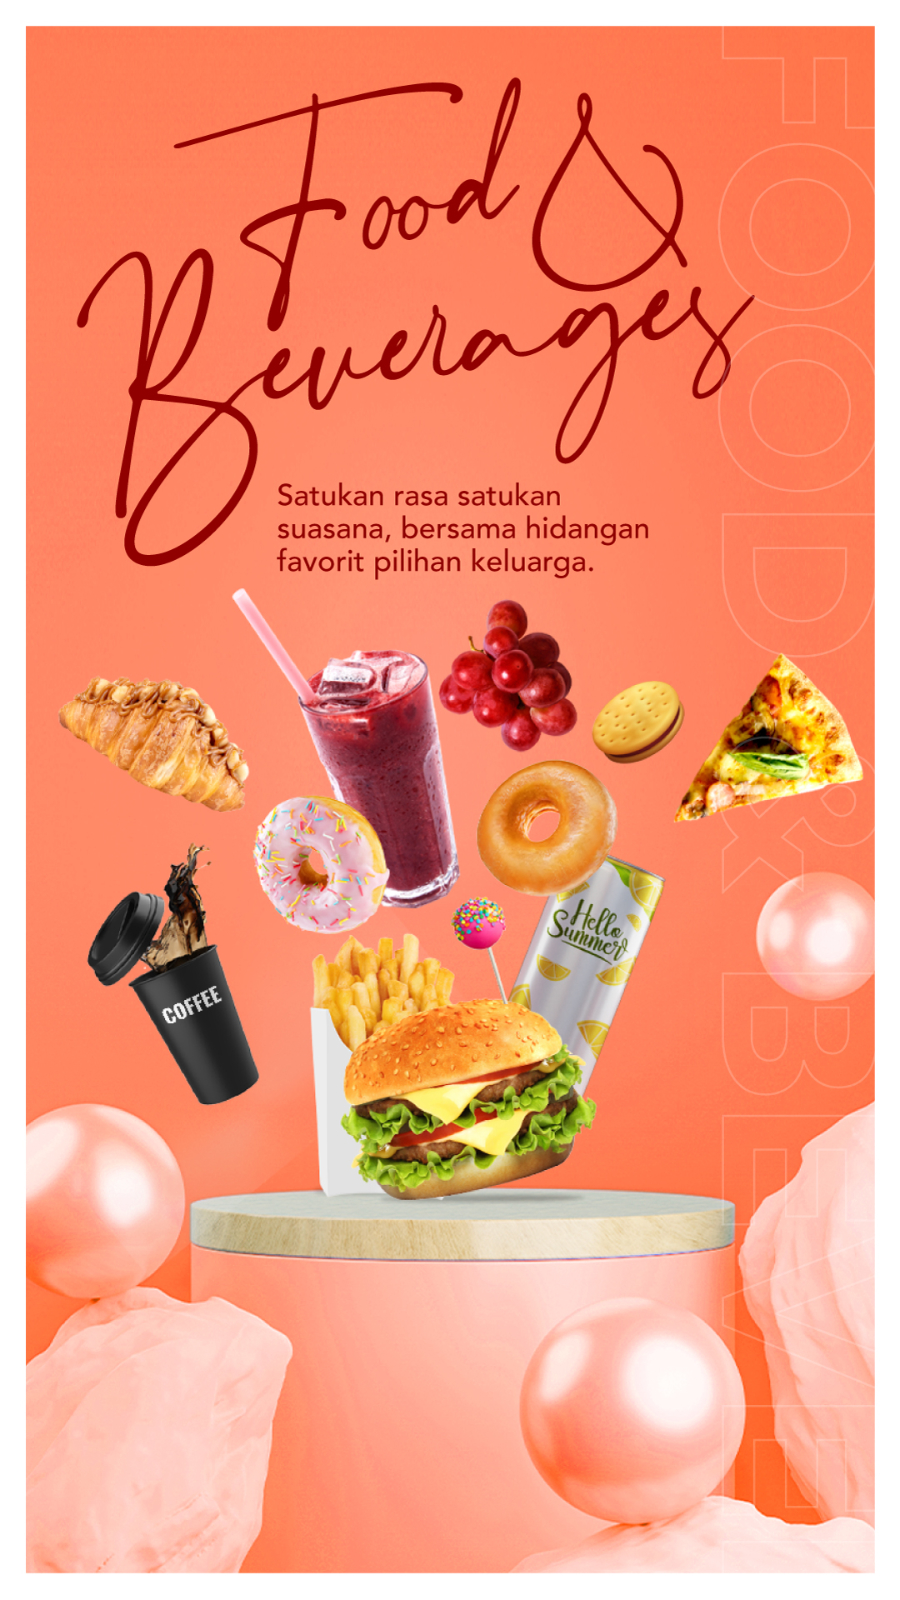 Food &
Beverages
Satukan rasa satukan
suasana, bersama hidangan
favorit pilihan keluarga.
Hello
Summer
COFFEE
FOOD & BEVE